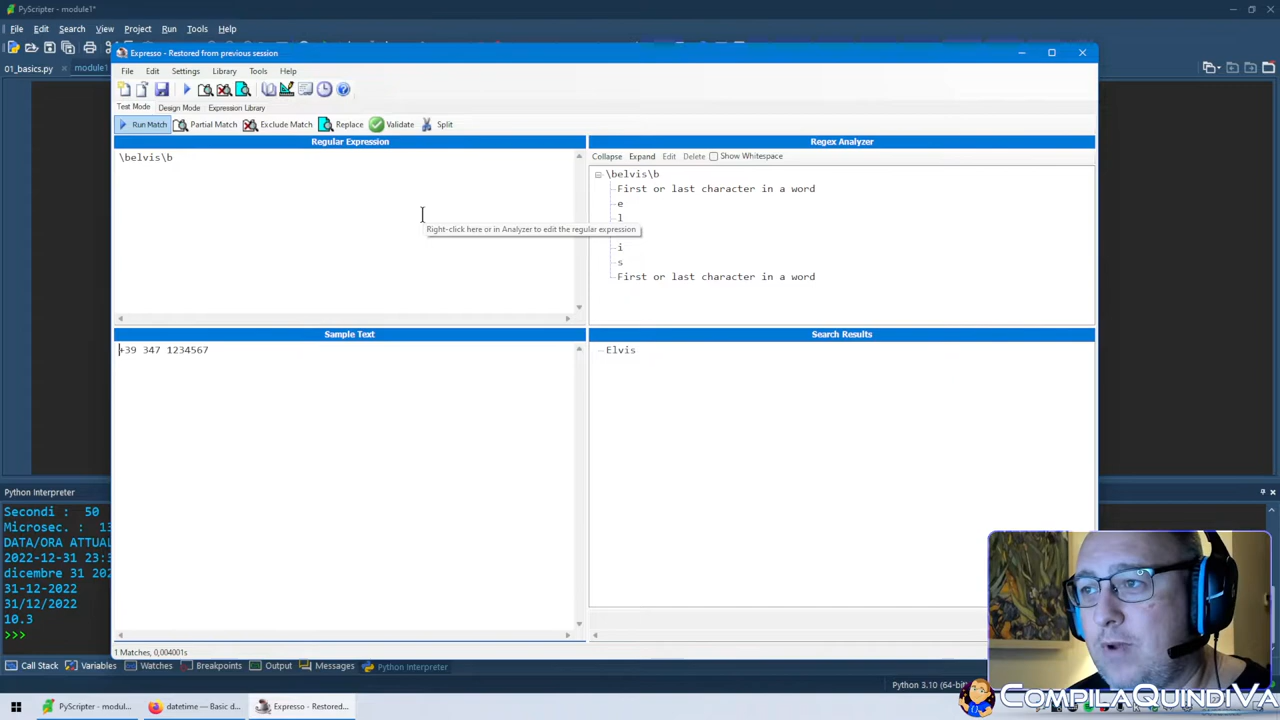 PyScripter - module1*
File Edit Search View Project Run Tools Help
01_basics.py module1
Expresso - Restored from previous session
File Edit Settings Library Tools Help
Test Mode Design Mode Expression Library
Run Match Partial Match Exclude Match Replace Validate Split
Regular Expression
\belvis\b
Right-click here or in Analyzer to edit the regular expression
Regex Analyzer
Collapse Expand Edit Delete Show Whitespace
\belvis\b
First or last character in a word
e
l
i
s
First or last character in a word
Sample Text
+39 347 1234567
Search Results
Elvis
1 Matches, 0,004001s
Python Interpreter
Secondi : 50
Microsec. : 13
DATA/ORA ATTUAL
2022-12-31 23:3
dicembre 31 202
31-12-2022
31/12/2022
10.3
>>>
Call Stack Variables Watches Breakpoints Output Messages Python Interpreter
Python 3.10 (64-bit)
PyScripter - modul... datetime — Basic d... Expresso - Restored...
COMPILAQUINDIVA